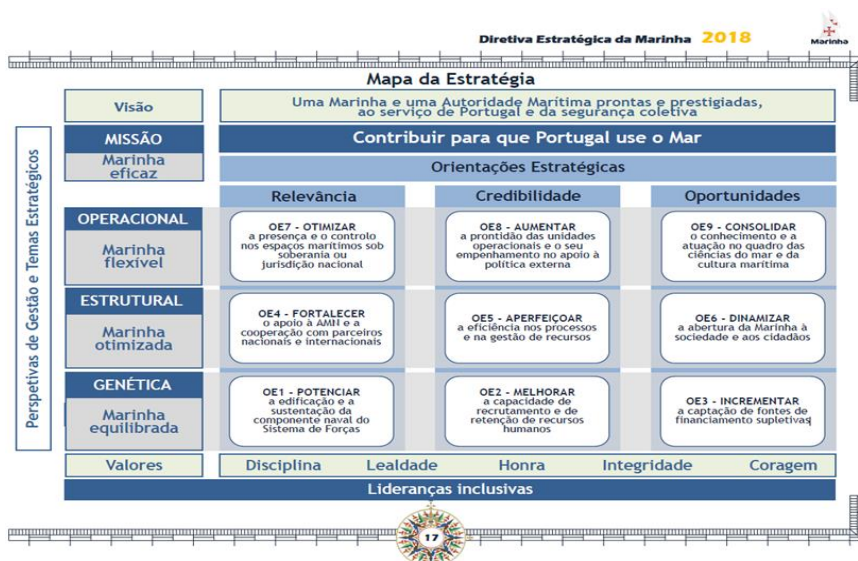 Diretiva Estratégica da Marinha 2018
Marinha
Mapa da Estratégia
Visão
Uma Marinha e uma Autoridade Marítima prontas e prestigiadas,
ao serviço de Portugal e da segurança coletiva
Perspetivas de Gestão e Temas Estratégicos
MISSÃO
Contribuir para que Portugal use o Mar
Marinha
eficaz
Orientações Estratégicas
Relevância
Credibilidade
Oportunidades
OPERACIONAL
Marinha
flexível
OE7 - OTIMIZAR
a presença e o controlo
nos espaços marítimos sob
soberania ou
jurisdição nacional
OE8 - AUMENTAR
a prontidão das unidades
operacionais e o seu
empenhamento no apoio à
política externa
OE9 - CONSOLIDAR
o conhecimento e a
atuação no quadro das
ciências do mar e da
cultura marítima
ESTRUTURAL
Marinha
otimizada
OE4 - FORTALECER
o apoio à AMN e a
cooperação com parceiros
nacionais e internacionais
OE5 - APERFEIÇOAR
a eficiência nos processos
e na gestão de recursos
OE6 - DINAMIZAR
a abertura da Marinha à
sociedade e aos cidadãos
GENÉTICA
Marinha
equilibrada
OE1 - POTENCIAR
a edificação e a
sustentação da
componente naval do
Sistema de Forças
OE2 - MELHORAR
a capacidade de
recrutamento e de
retenção de recursos
humanos
OE3 - INCREMENTAR
a captação de fontes de
financiamento supletivas
Valores
Disciplina
Lealdade
Honra
Integridade
Coragem
Lideranças inclusivas
17